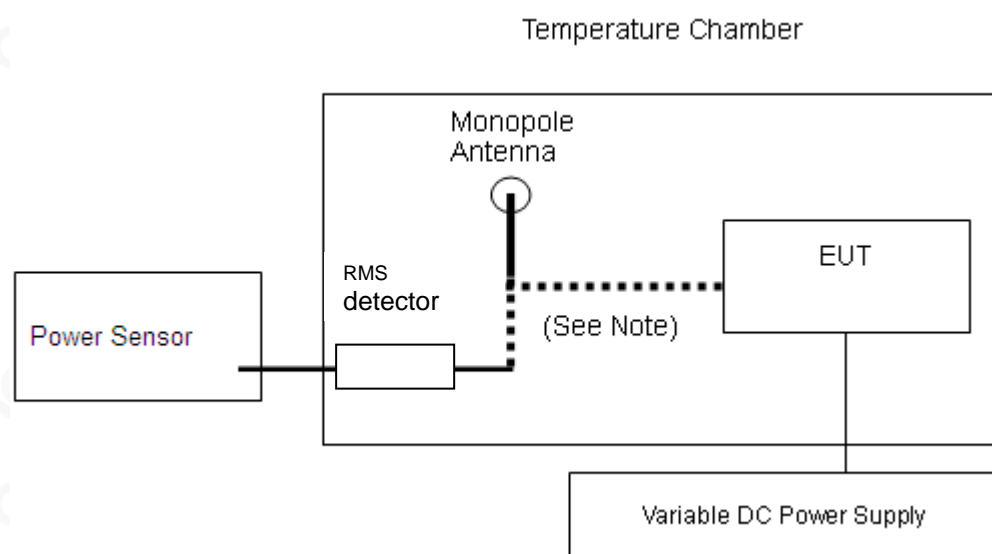 Temperature Chamber
Monopole
Antenna
EUT
RMS
detector
(See Note)
Power Sensor
Variable DC Power Supply